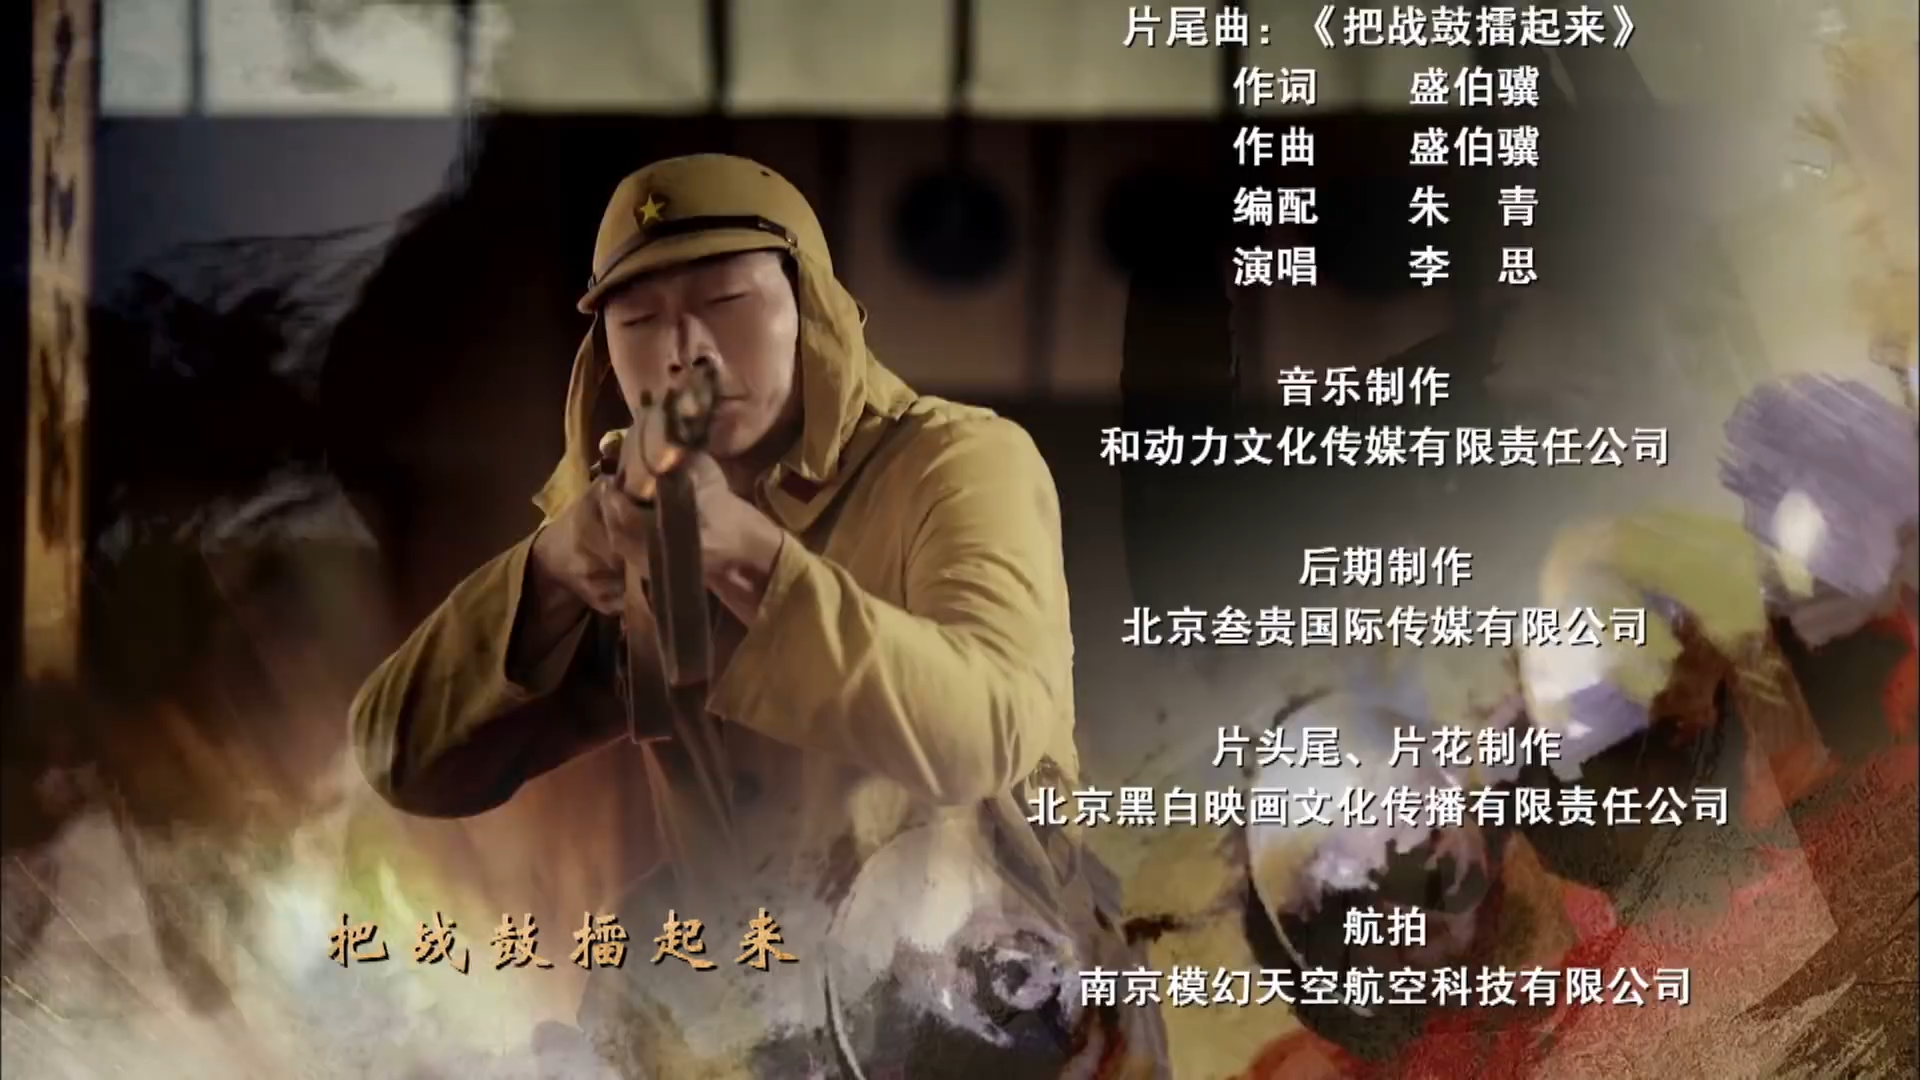 片尾曲：《把战鼓擂起来》
作词 盛伯骥
作曲 盛伯骥
编配 朱 青
演唱 李 思
音乐制作
和动力文化传媒有限责任公司
后期制作
北京叁贵国际传媒有限公司
片头尾、片花制作
北京黑白映画文化传播有限责任公司
航拍
南京模幻天空航空科技有限公司
把战鼓擂起来